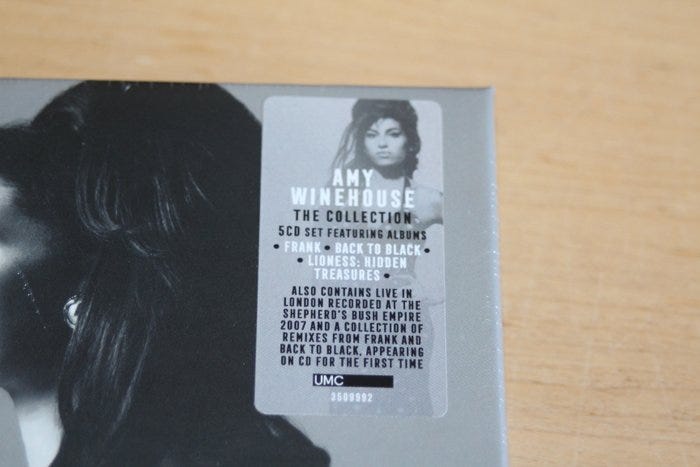 AMY
WINEHOUSE
THE COLLECTION
5CD SET FEATURING ALBUMS
• FRANK • BACK TO BLACK •
• LIONESS: HIDDEN
TREASURES •
ALSO CONTAINS LIVE IN
LONDON RECORDED AT THE
SHEPHERD'S BUSH EMPIRE
2007 AND A COLLECTION OF
REMIXES FROM FRANK AND
BACK TO BLACK, APPEARING
ON CD FOR THE FIRST TIME
UMC
3509992